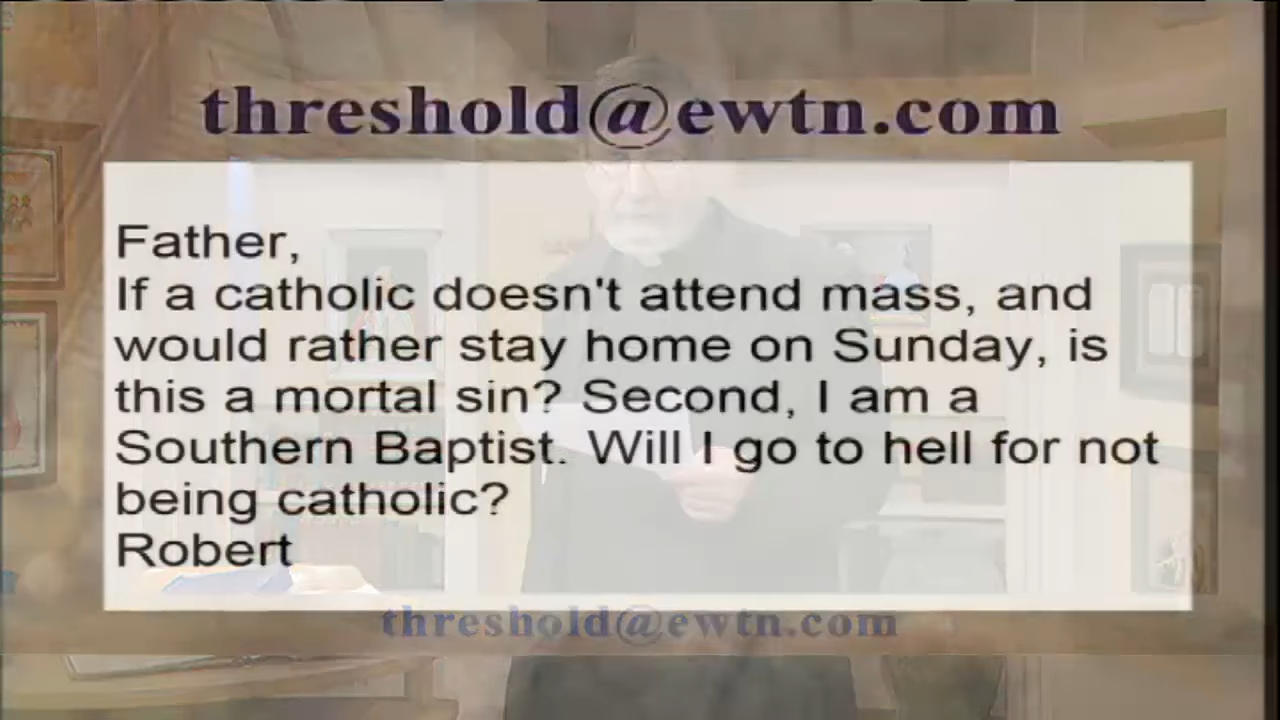 threshold@ewtn.com
Father,
If a catholic doesn't attend mass, and
would rather stay home on Sunday, is
this a mortal sin? Second, I am a
Southern Baptist. Will I go to hell for not
being catholic?
Robert
threshold@ewtn.com